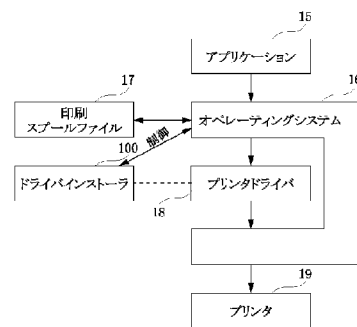 15
アプリケーション
17
16
印刷
スプールファイル
オペレーティングシステム
制御
100
ドライバインストーラ
プリンタドライバ
18
19
プリンタ